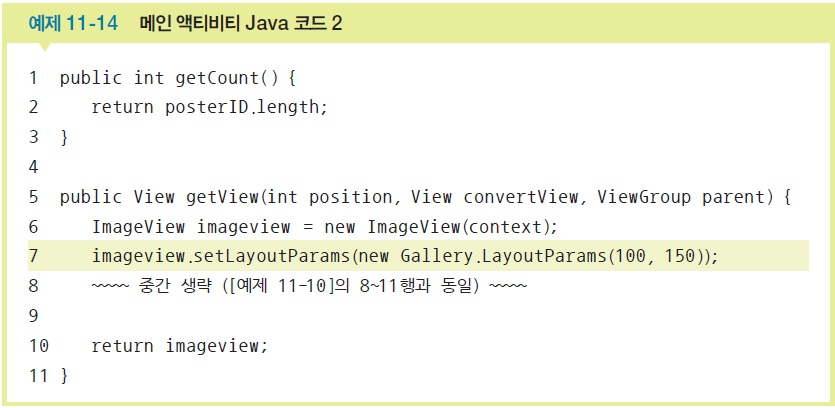 예제 11-14 메인 액티비티 Java 코드 2
1 public int getCount() {
2 return posterID.length;
3 }
4
5 public View getView(int position, View convertView, ViewGroup parent) {
6 ImageView imageview = new ImageView(context);
7 imageview.setLayoutParams(new Gallery.LayoutParams(100, 150));
8 ~~~~~ 중간 생략 ([예제 11-10]의 8~11행과 동일) ~~~~~
9
10 return imageview;
11 }